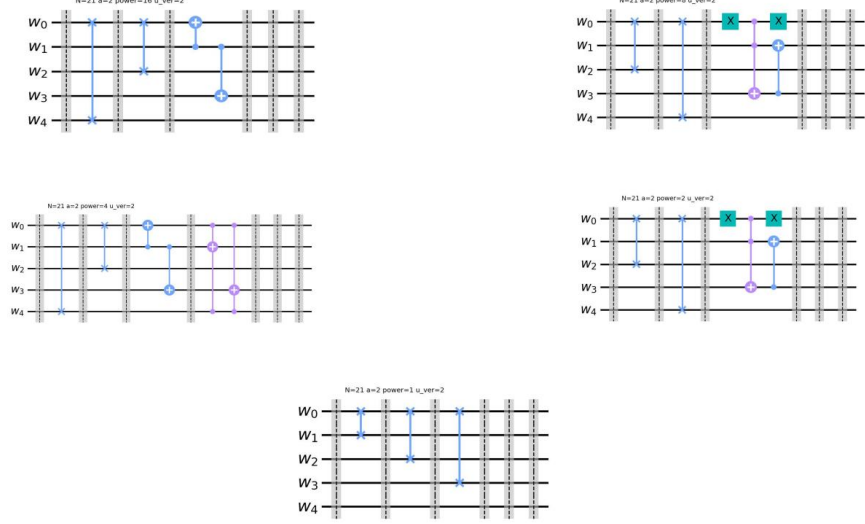 N=21 a=2 power=16 u_ver=2
w0
w1
w2
w3
w4
N=21 a=2 power=8 u_ver=2
w0 X X
w1
w2
w3
w4
N=21 a=2 power=4 u_ver=2
w0
w1
w2
w3
w4
N=21 a=2 power=2 u_ver=2
w0 X X
w1
w2
w3
w4
N=21 a=2 power=1 u_ver=2
w0
w1
w2
w3
w4